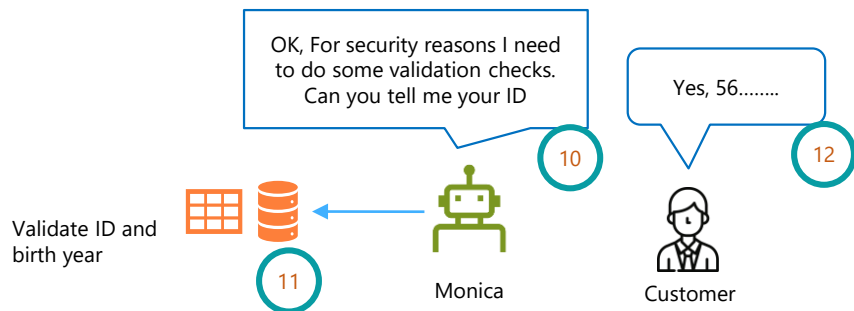 OK, For security reasons I need
to do some validation checks.
Can you tell me your ID
10
Yes, 56........
12
Validate ID and
birth year
11
Monica
Customer